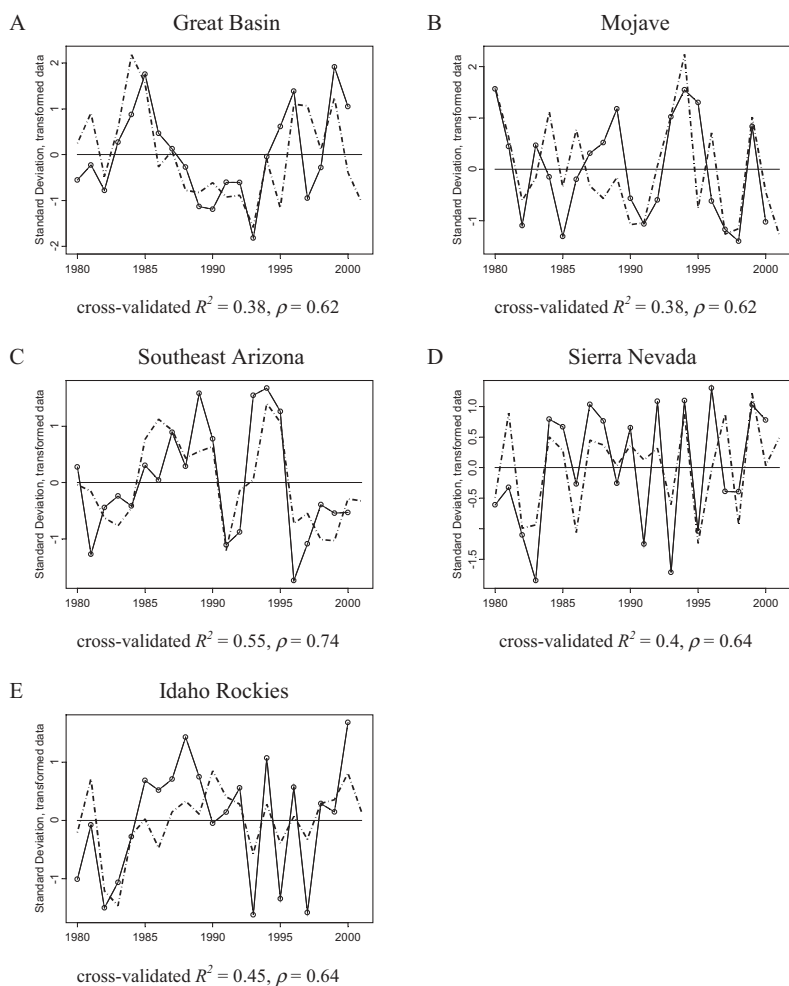 A Great Basin
Standard Deviation, transformed data
2
1
0
-1
-2
1980 1985 1990 1995 2000
cross-validated R² = 0.38, ρ = 0.62
B Mojave
Standard Deviation, transformed data
2
1
0
-1
1980 1985 1990 1995 2000
cross-validated R² = 0.38, ρ = 0.62
C Southeast Arizona
Standard Deviation, transformed data
1
0
-1
1980 1985 1990 1995 2000
cross-validated R² = 0.55, ρ = 0.74
D Sierra Nevada
Standard Deviation, transformed data
1.0
0.5
0.0
-0.5
-1.5
1980 1985 1990 1995 2000
cross-validated R² = 0.4, ρ = 0.64
E Idaho Rockies
Standard Deviation, transformed data
1
0
-1
1980 1985 1990 1995 2000
cross-validated R² = 0.45, ρ = 0.64